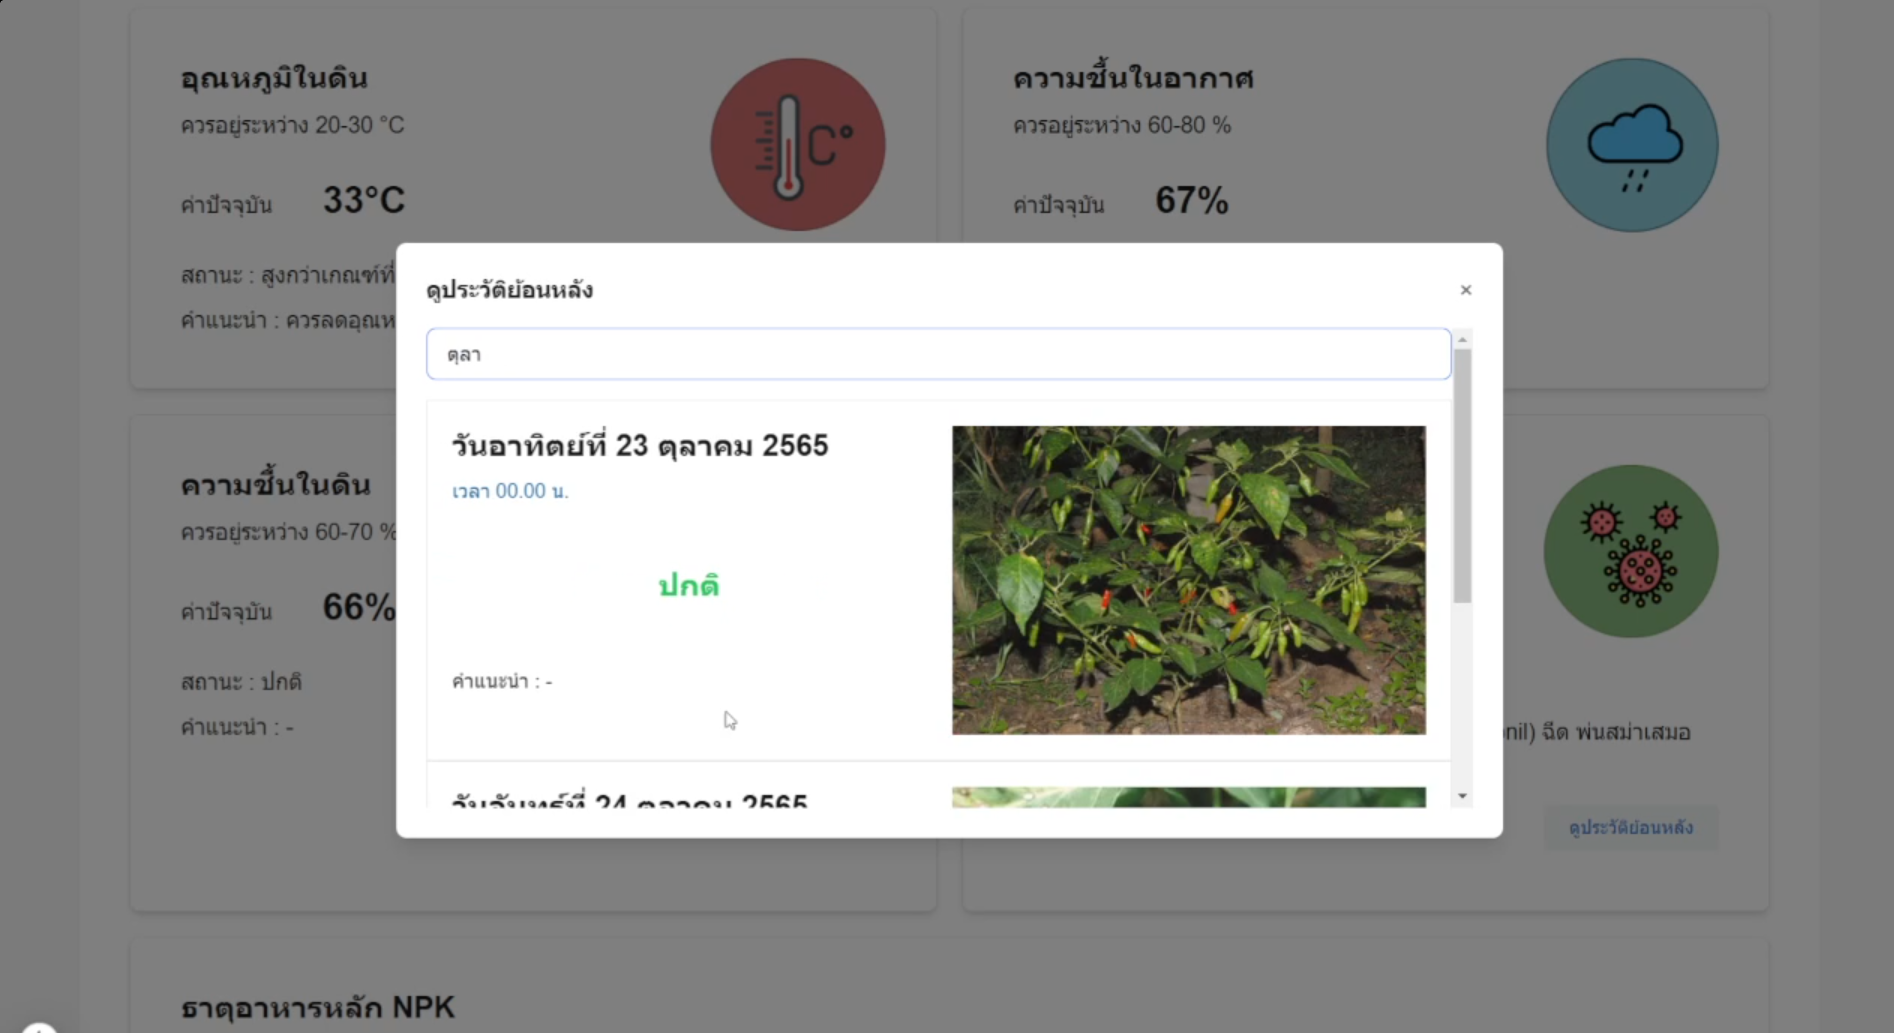 อุณหภูมิในดิน
ควรอยู่ระหว่าง 20-30 °C
ค่าปัจจุบัน 33°C
สถานะ : สูงกว่าเกณฑ์ที่
คำแนะนำ : ควรลดอุณห
C°
ความชื้นในอากาศ
ควรอยู่ระหว่าง 60-80 %
ค่าปัจจุบัน 67%
ดูประวัติย้อนหลัง
×
ตุลา
วันอาทิตย์ที่ 23 ตุลาคม 2565
เวลา 00.00 น.
ปกติ
คำแนะนำ : -
วันจันทร์ที่ 24 ตุลาคม 2565
ความชื้นในดิน
ควรอยู่ระหว่าง 60-70 %
ค่าปัจจุบัน 66%
สถานะ : ปกติ
คำแนะนำ : -
nil) ฉีด พ่นสม่ำเสมอ
ดูประวัติย้อนหลัง
ธาตุอาหารหลัก NPK